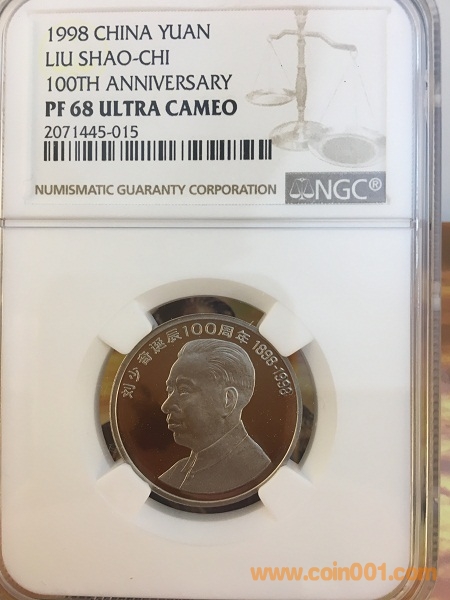 1998 CHINA YUAN
LIU SHAO-CHI
100TH ANNIVERSARY
PF 68 ULTRA CAMEO
2071445-015
NUMISMATIC GUARANTY CORPORATION NGC®
刘少奇诞辰100周年 1898-1998
www.coin001.com